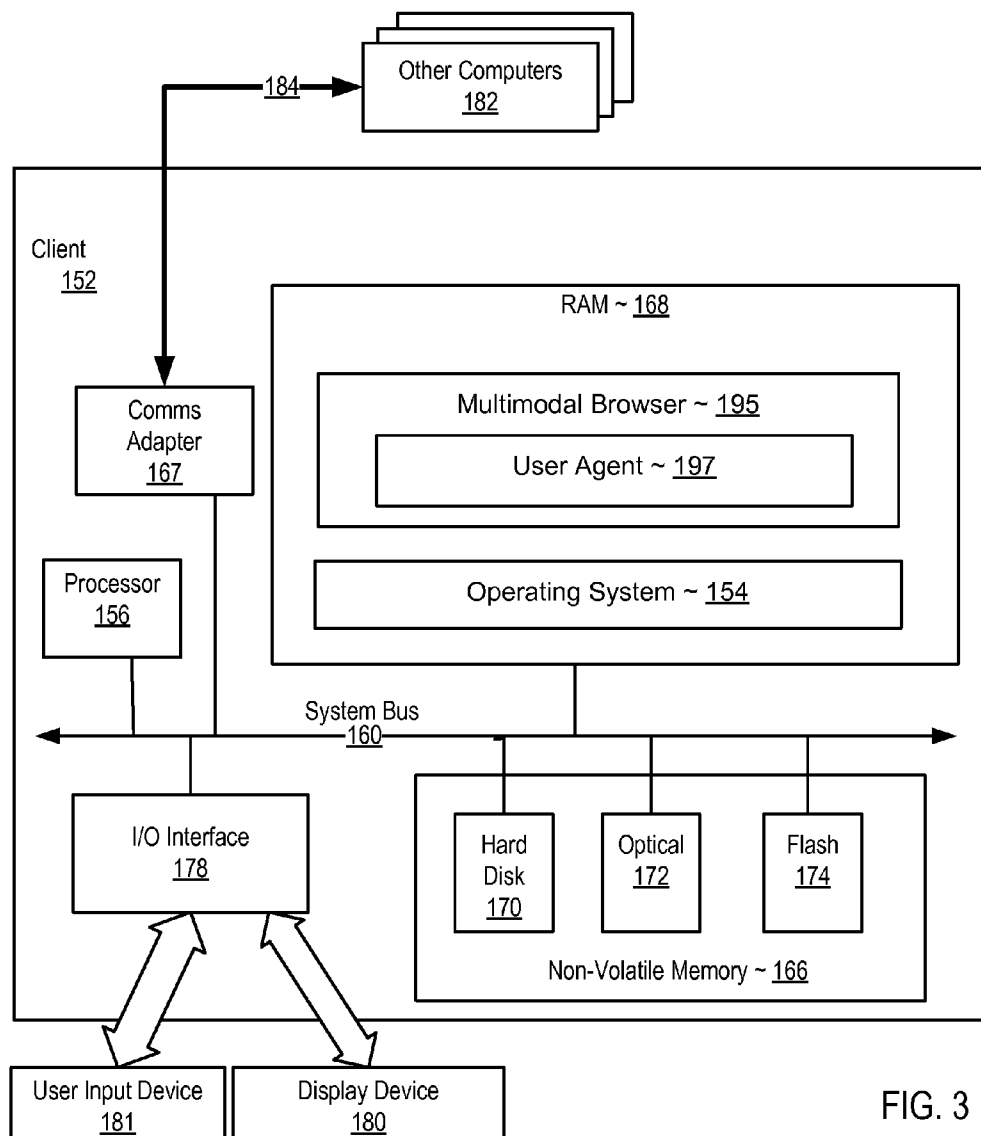 Other Computers
182
184
Client
152
RAM ~ 168
Multimodal Browser ~ 195
User Agent ~ 197
Operating System ~ 154
Comms
Adapter
167
Processor
156
System Bus
160
I/O Interface
178
Hard
Disk
170
Optical
172
Flash
174
Non-Volatile Memory ~ 166
User Input Device
181
Display Device
180
FIG. 3